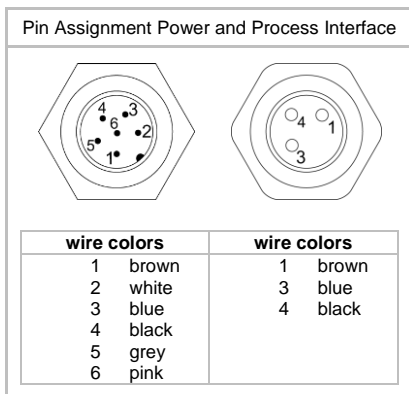 Pin Assignment Power and Process Interface
4 3
6
2
5
1
4 1
3
wire colors wire colors
1 brown 1 brown
2 white 3 blue
3 blue 4 black
4 black
5 grey
6 pink